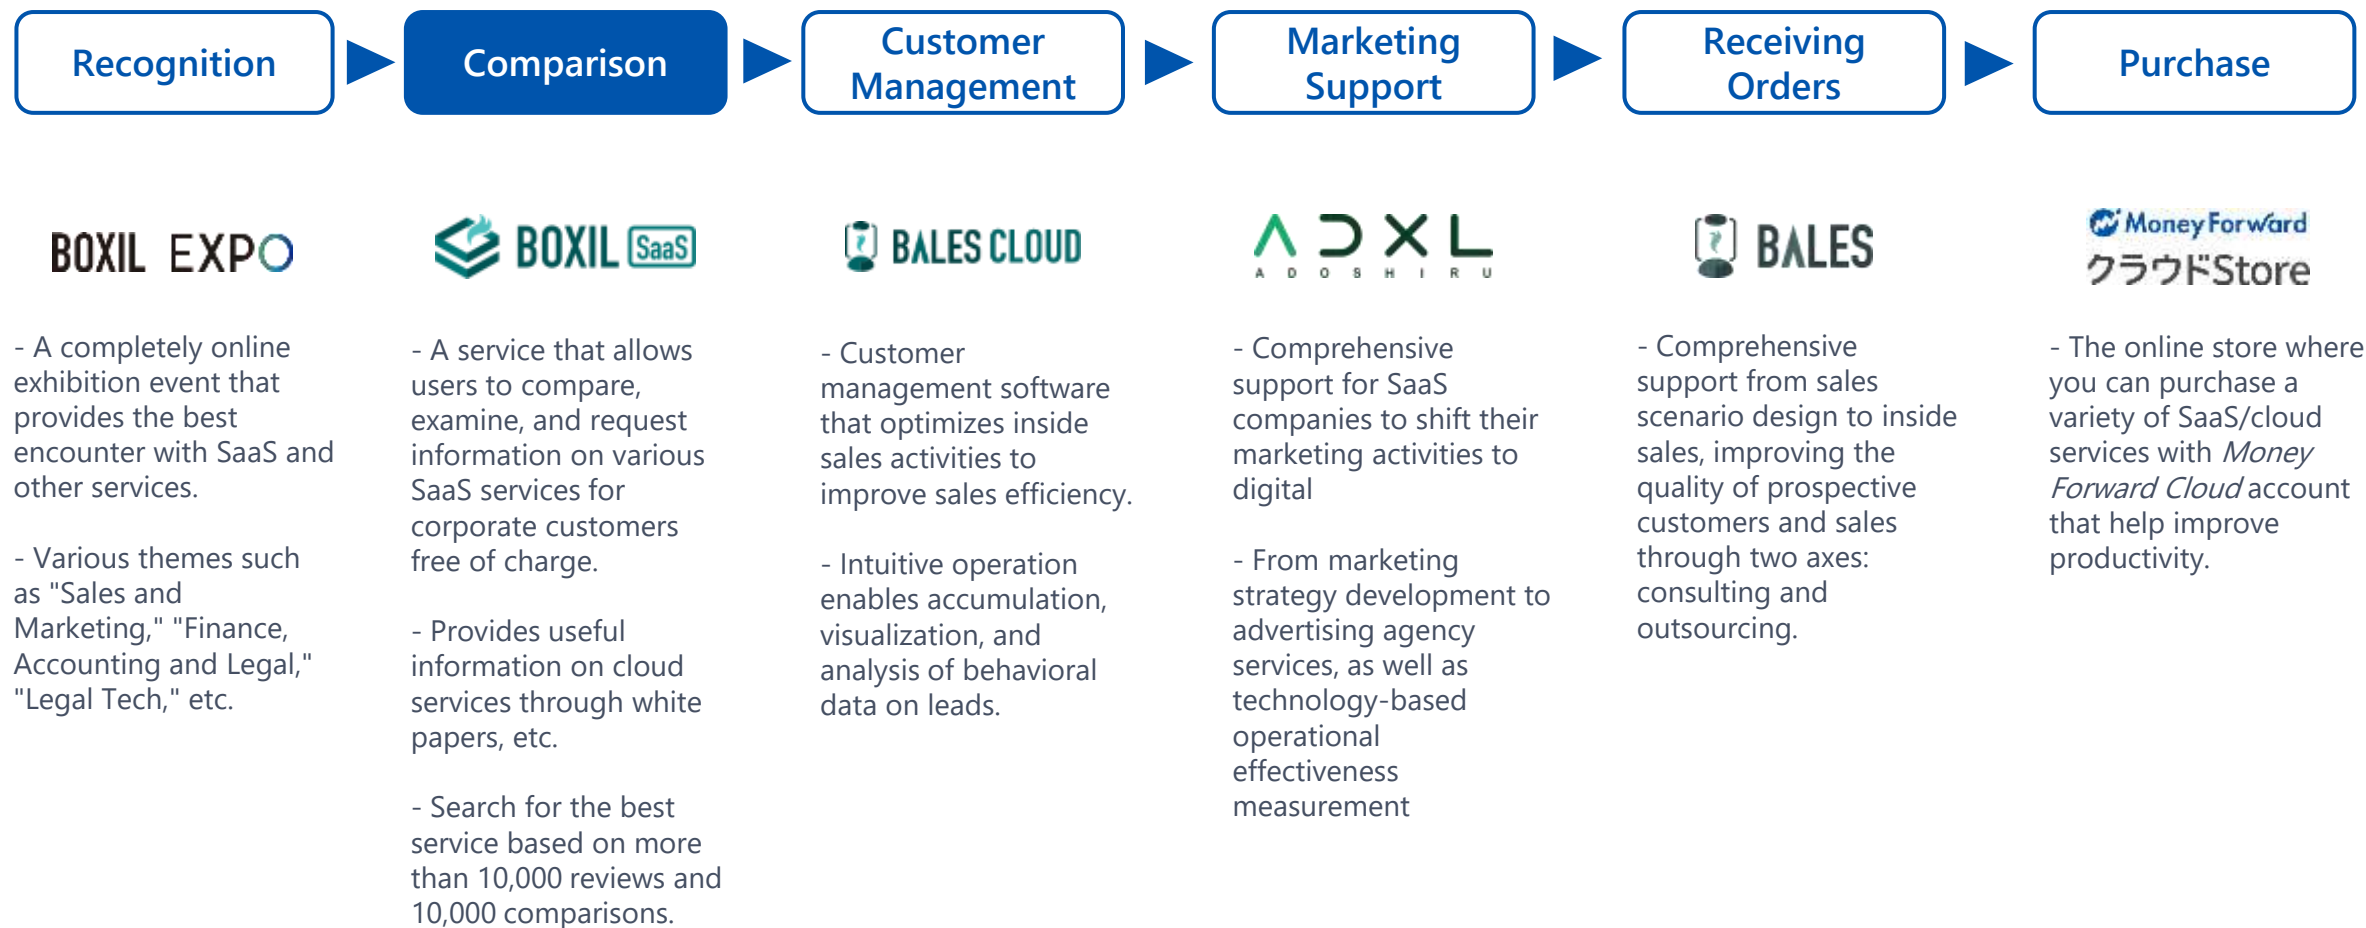 Recognition
Comparison
Customer
Management
Marketing
Support
Receiving
Orders
Purchase
BOXIL EXPO
BOXIL SaaS
BALES CLOUD
ADXL
ADOSHIRU
BALES
Money Forward
クラウドStore
- A completely online
exhibition event that
provides the best
encounter with SaaS and
other services.
- Various themes such
as "Sales and
Marketing," "Finance,
Accounting and Legal,"
"Legal Tech," etc.
- A service that allows
users to compare,
examine, and request
information on various
SaaS services for
corporate customers
free of charge.
- Provides useful
information on cloud
services through white
papers, etc.
- Search for the best
service based on more
than 10,000 reviews and
10,000 comparisons.
- Customer
management software
that optimizes inside
sales activities to
improve sales efficiency.
- Intuitive operation
enables accumulation,
visualization, and
analysis of behavioral
data on leads.
- Comprehensive
support for SaaS
companies to shift their
marketing activities to
digital
- From marketing
strategy development to
advertising agency
services, as well as
technology-based
operational
effectiveness
measurement
- Comprehensive
support from sales
scenario design to inside
sales, improving the
quality of prospective
customers and sales
through two axes:
consulting and
outsourcing.
- The online store where
you can purchase a
variety of SaaS/cloud
services with Money
Forward Cloud account
that help improve
productivity.